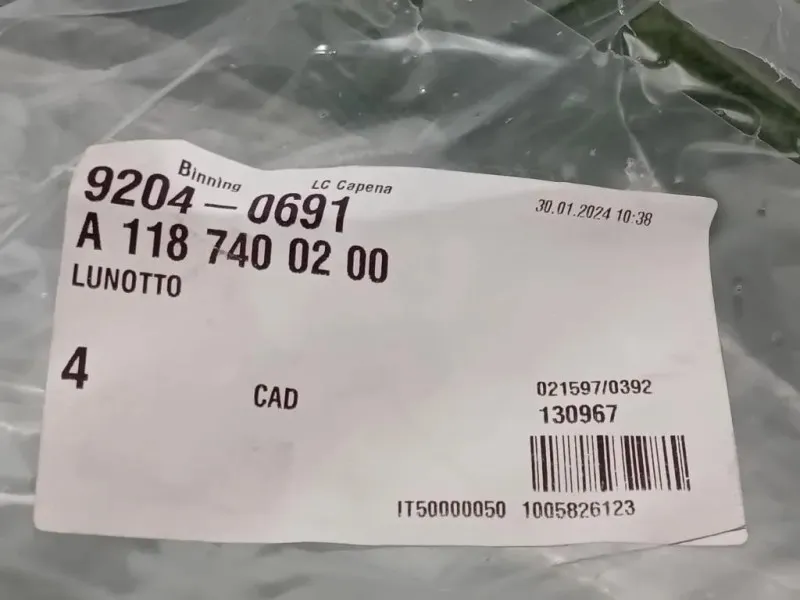 Binning LC Capena 30.01.2024 10:38
9204-0691
A 118 740 02 00
LUNOTTO
4 CAD 021597/0392
130967
IT50000050 1005826123